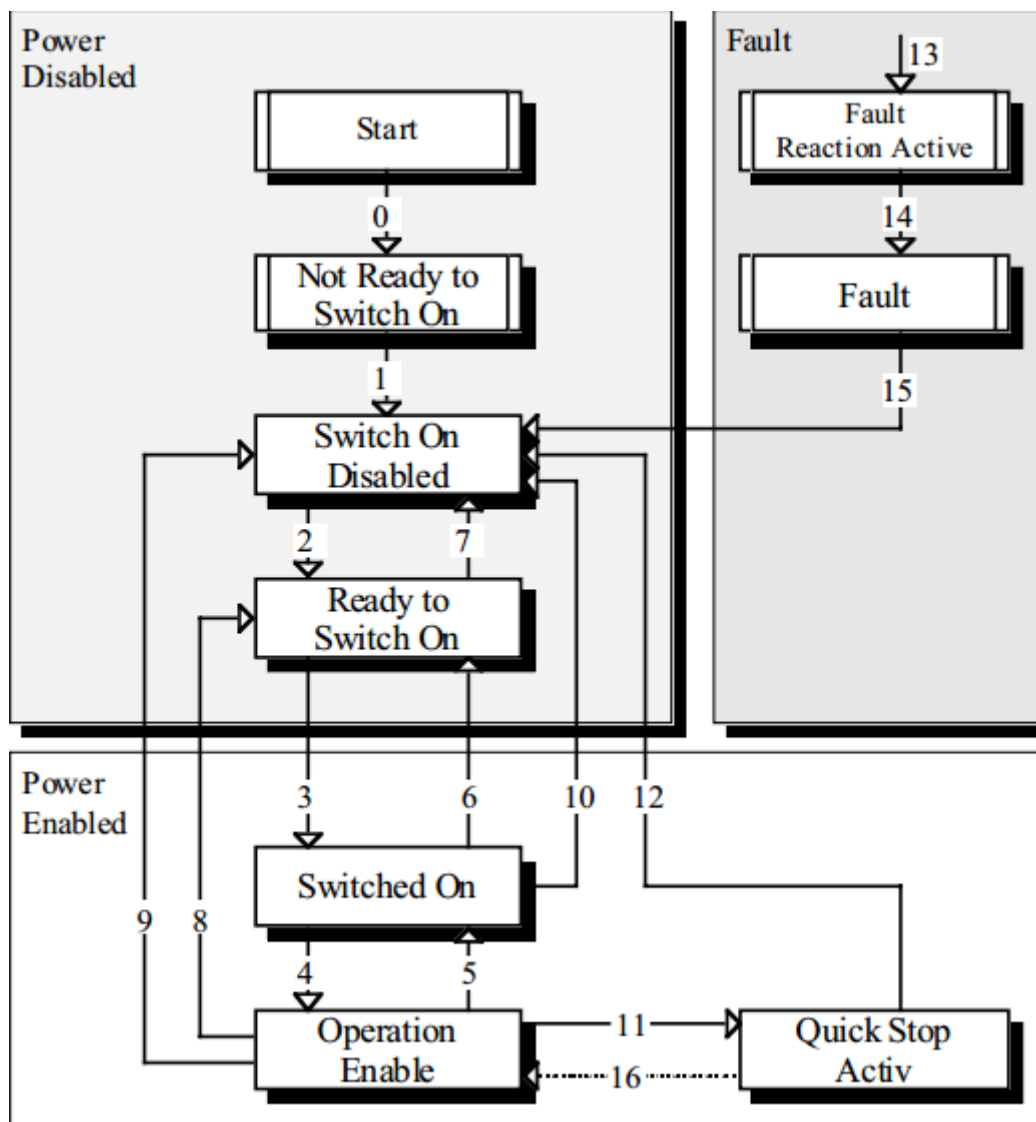 Power
Disabled
Fault
13
Start
Fault
Reaction Active
0
14
Not Ready to
Switch On
Fault
1
15
Switch On
Disabled
2
7
Ready to
Switch On
Power
Enabled
3
6
10
12
Switched On
9
8
4
5
Operation
Enable
11
16
Quick Stop
Activ